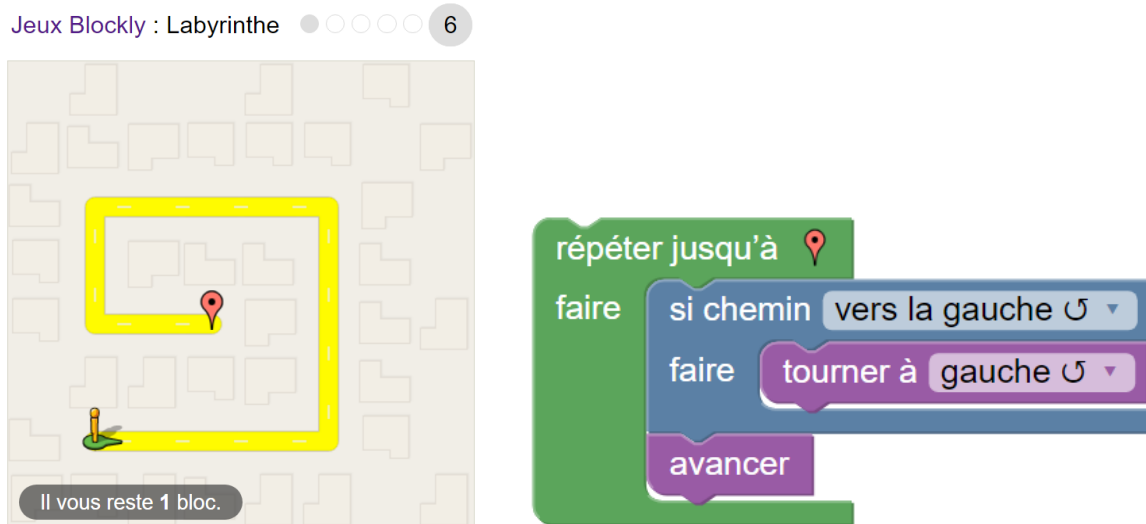 Jeux Blockly : Labyrinthe 6
répéter jusqu’à
faire si chemin vers la gauche ↺ ▼
faire tourner à gauche ↺ ▼
avancer
Il vous reste 1 bloc.